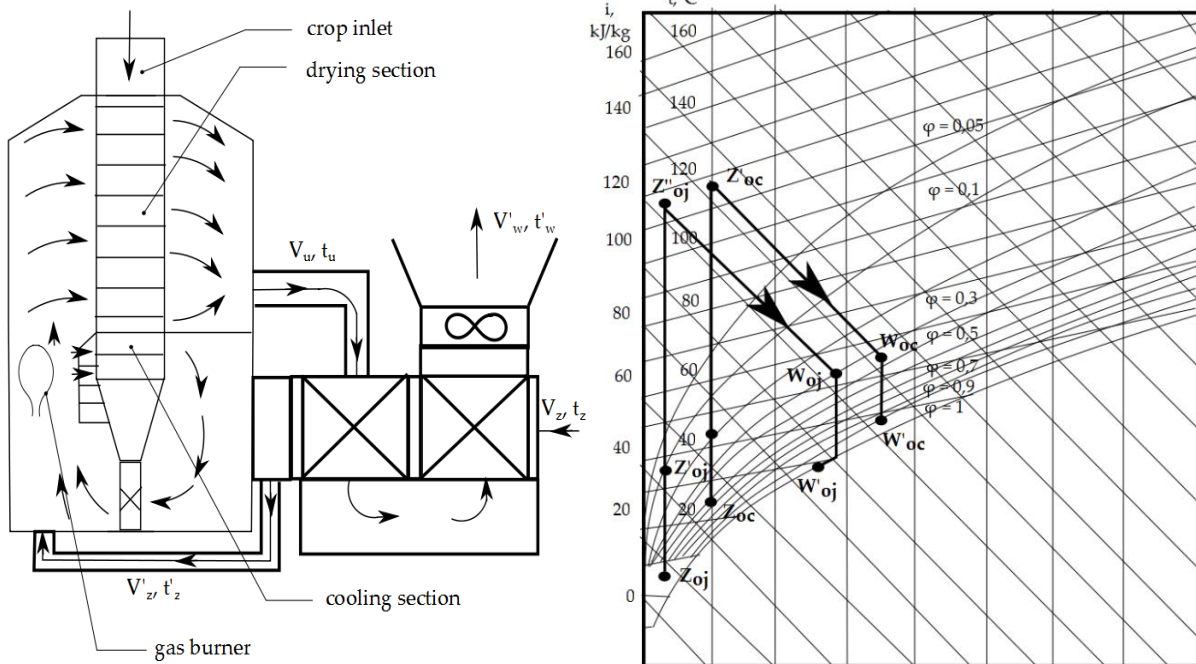 crop inlet
drying section
V'w, t'w
Vu, tu
Vz, tz
V'z, t'z
cooling section
gas burner
i,
kJ/kg
160
140
120
100
80
60
40
20
0
160
140
120
100
80
60
40
20
φ = 0,05
φ = 0,1
φ = 0,3
φ = 0,5
φ = 0,7
φ = 0,9
φ = 1
Z''oj
Z'oc
Woc
Woj
W'oc
W'oj
Z'oj
Zoc
Zoj